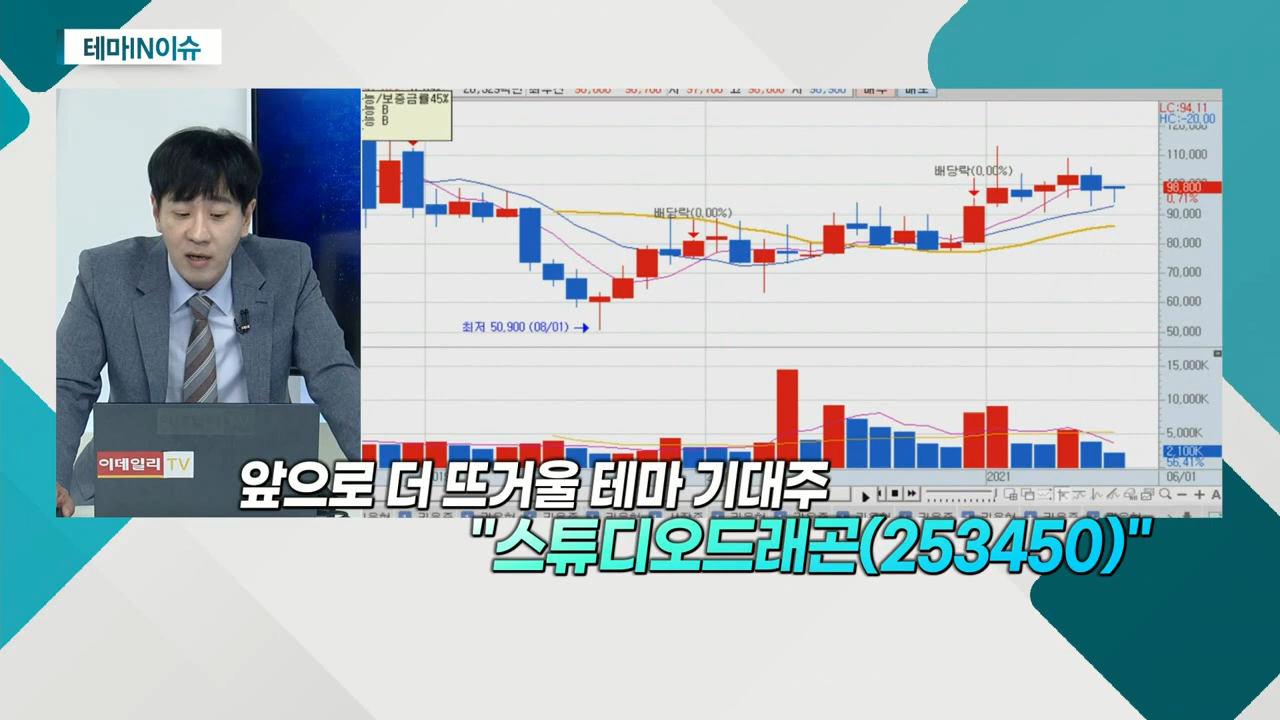 테마IN이슈
/보증금률45%
B
B
LC:94.11
HC:-20.00
120,000
110,000
배당락(0.00%)
98,800
0.71%
90,000
배당락(0.00%)
80,000
70,000
60,000
최저 50,900 (08/01)
50,000
15,000K
10,000K
5,000K
2,100K
56.41%
2021
06/01
A
이데일리 TV
앞으로 더 뜨거울 테마 기대주
"스튜디오드래곤(253450)"